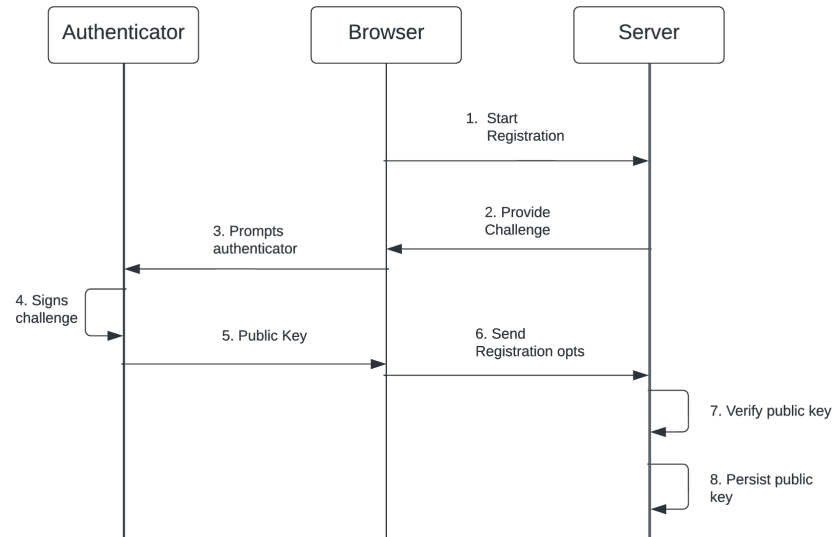 Authenticator
Browser
Server
1. Start
Registration
2. Provide
Challenge
3. Prompts
authenticator
4. Signs
challenge
5. Public Key
6. Send
Registration opts
7. Verify public key
8. Persist public
key